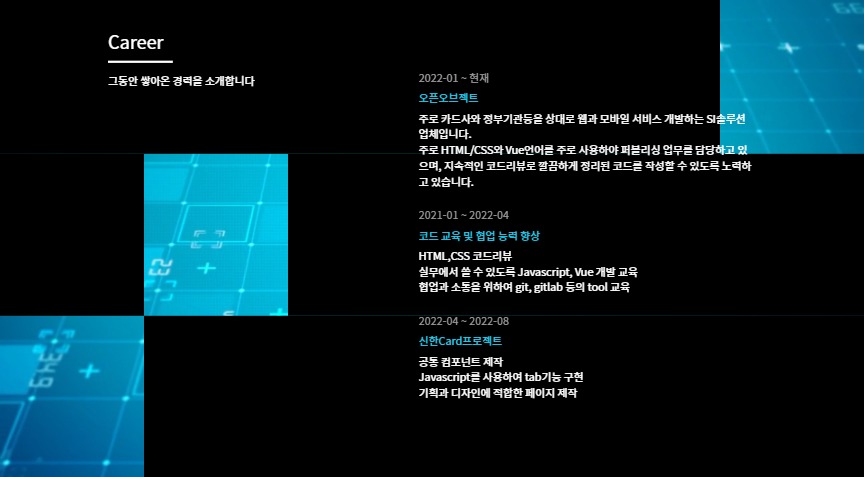 Career
그동안 쌓아온 경력을 소개합니다
2022-01 ~ 현재
오픈오브젝트
주로 카드사와 정부기관등을 상대로 웹과 모바일 서비스 개발하는 SI솔루션
업체입니다.
주로 HTML/CSS와 Vue언어를 주로 사용하야 퍼블리싱 업무를 담당하고 있
으며, 지속적인 코드리뷰로 깔끔하게 정리된 코드를 작성할 수 있도록 노력하
고 있습니다.
2021-01 ~ 2022-04
코드 교육 및 협업 능력 향상
HTML,CSS 코드리뷰
실무에서 쓸 수 있도록 Javascript, Vue 개발 교육
협업과 소통을 위하여 git, gitlab 등의 tool 교육
2022-04 ~ 2022-08
신한Card프로젝트
공통 컴포넌트 제작
Javascript를 사용하여 tab기능 구현
기획과 디자인에 적합한 페이지 제작